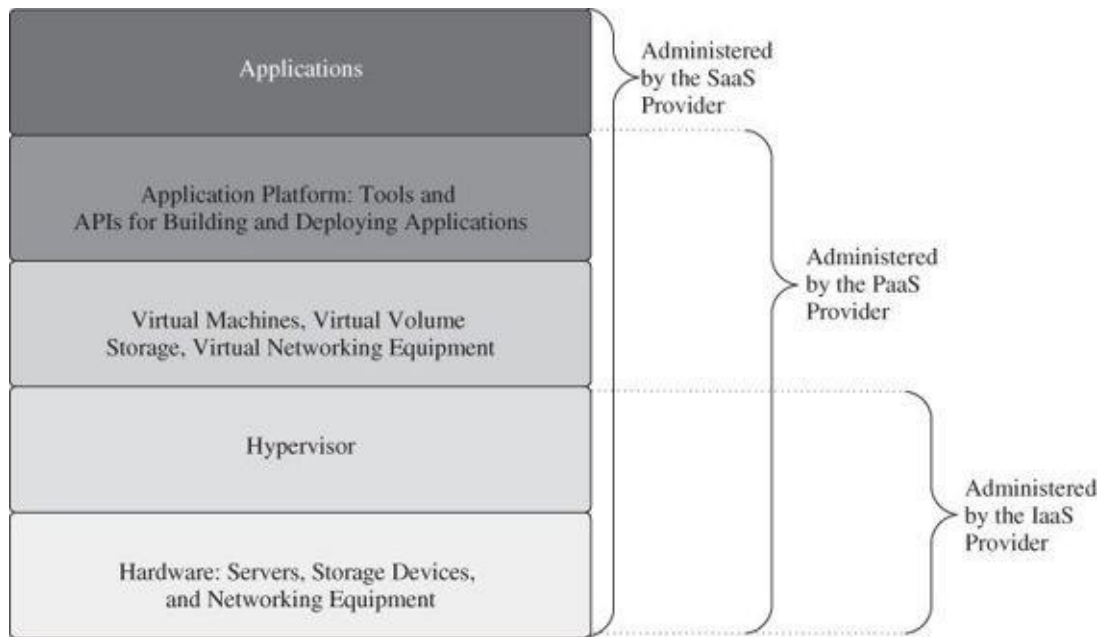 Applications
Administered
by the SaaS
Provider
Application Platform: Tools and
APIs for Building and Deploying Applications
Administered
by the PaaS
Provider
Virtual Machines, Virtual Volume
Storage, Virtual Networking Equipment
Hypervisor
Administered
by the IaaS
Provider
Hardware: Servers, Storage Devices,
and Networking Equipment